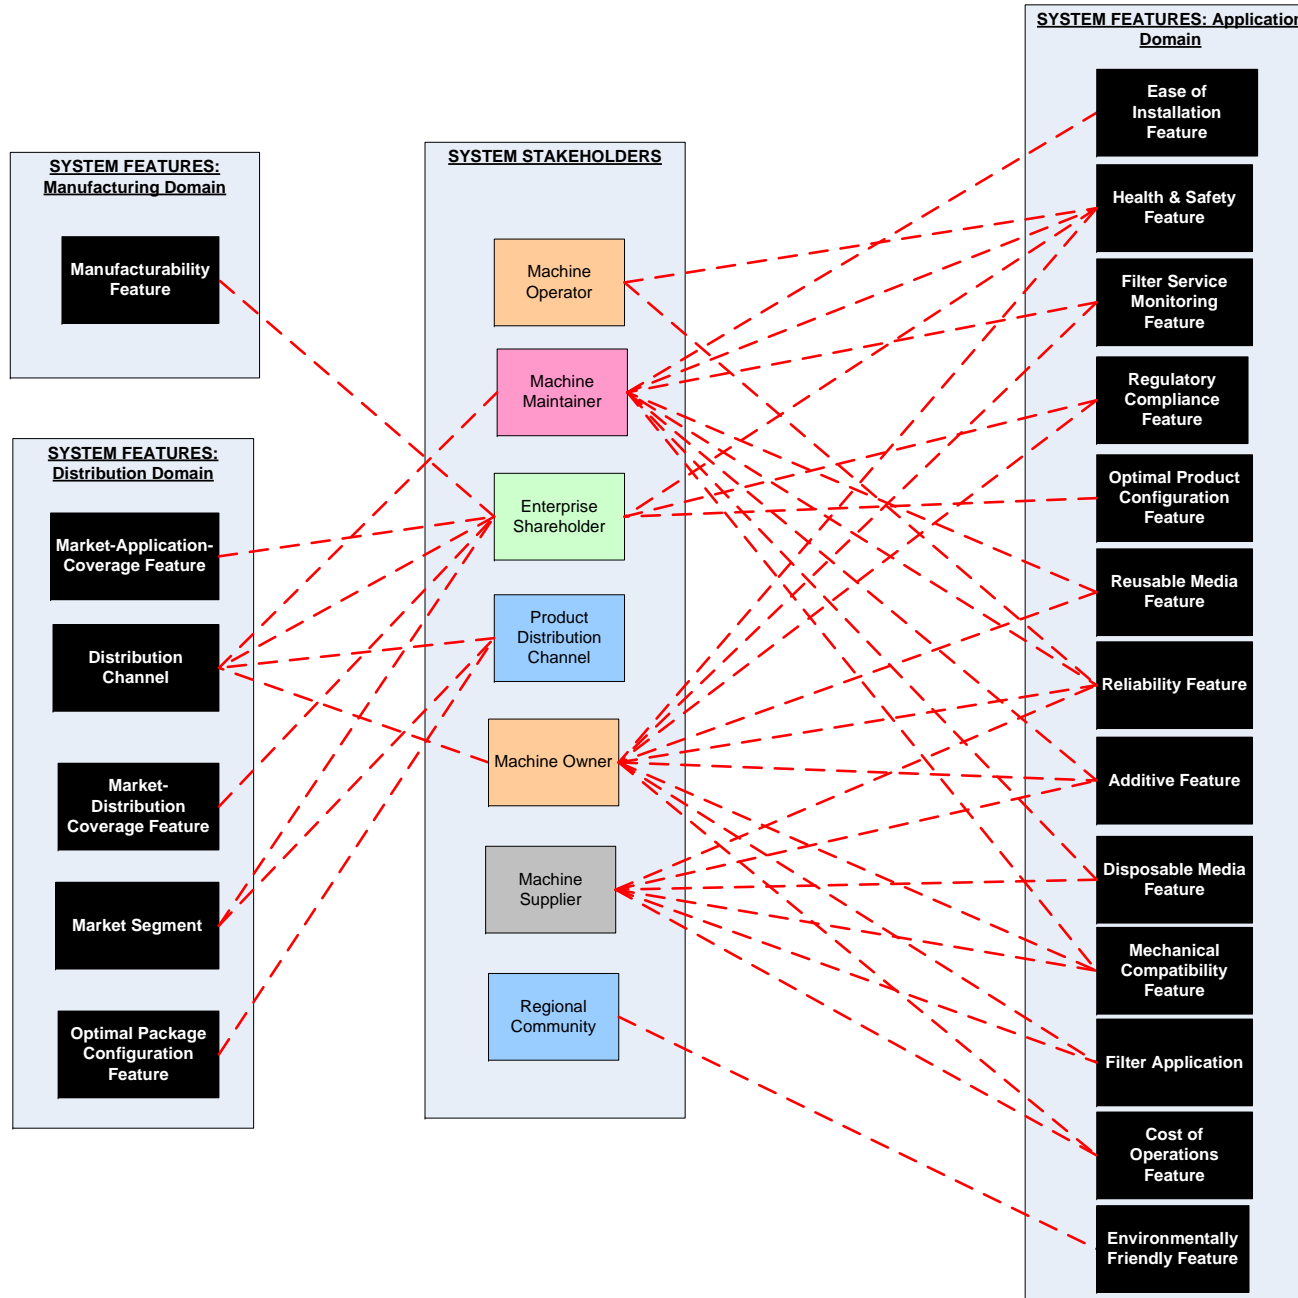 SYSTEM FEATURES:
Manufacturing Domain
Manufacturability
Feature
SYSTEM FEATURES:
Distribution Domain
Market-Application-
Coverage Feature
Distribution
Channel
Market-
Distribution
Coverage Feature
Market Segment
Optimal Package
Configuration
Feature
SYSTEM STAKEHOLDERS
Machine
Operator
Machine
Maintainer
Enterprise
Shareholder
Product
Distribution
Channel
Machine Owner
Machine
Supplier
Regional
Community
SYSTEM FEATURES: Application
Domain
Ease of
Installation
Feature
Health & Safety
Feature
Filter Service
Monitoring
Feature
Regulatory
Compliance
Feature
Optimal Product
Configuration
Feature
Reusable Media
Feature
Reliability Feature
Additive Feature
Disposable Media
Feature
Mechanical
Compatibility
Feature
Filter Application
Cost of
Operations
Feature
Environmentally
Friendly Feature